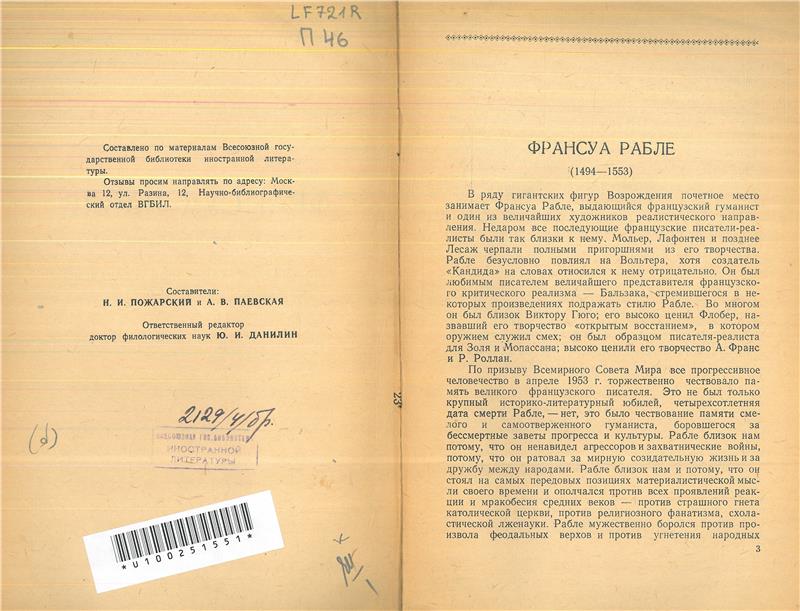 LF721R
П 46
Составлено по материалам Всесоюзной госу-
дарственной библиотеки иностранной литера-
туры.
Отзывы просим направлять по адресу: Моск-
ва 12, ул. Разина, 12, Научно-библиографиче-
ский отдел ВГБИЛ.
Составители:
Н. И. ПОЖАРСКИЙ и А. В. ПАЕВСКАЯ
Ответственный редактор
доктор филологических наук Ю. И. ДАНИЛИН
2129/4/бр.
ВСЕСОЮЗНАЯ ГОС. БИБЛИОТЕКА
ИНОСТРАННОЙ
ЛИТЕРАТУРЫ
(d)
*U100251551*
23
ФРАНСУА РАБЛЕ
(1494—1553)
В ряду гигантских фигур Возрождения почетное место
занимает Франсуа Рабле, выдающийся французский гуманист
и один из величайших художников реалистического направ-
ления. Недаром все последующие французские писатели-реа-
листы были так близки к нему. Мольер, Лафонтен и позднее
Лесаж черпали полными пригоршнями из его творчества.
Рабле безусловно повлиял на Вольтера, хотя создатель
«Кандида» на словах относился к нему отрицательно. Он был
любимым писателем величайшего представителя французско-
го критического реализма — Бальзака, стремившегося в не-
которых произведениях подражать стилю Рабле. Во многом
он был близок Виктору Гюго; его высоко ценил Флобер, на-
звавший его творчество «открытым восстанием», в котором
оружием служил смех; он был образцом писателя-реалиста
для Золя и Мопассана; высоко ценили его творчество А. Франс
и Р. Роллан.
По призыву Всемирного Совета Мира все прогрессивное
человечество в апреле 1953 г. торжественно чествовало па-
мять великого французского писателя. Это не был только
крупный историко-литературный юбилей, четырехсотлетняя
дата смерти Рабле, — нет, это было чествование памяти сме-
лого и самоотверженного гуманиста, боровшегося за
бессмертные заветы прогресса и культуры. Рабле близок нам
потому, что он ненавидел агрессоров и захватнические войны,
потому, что он ратовал за мирную созидательную жизнь и за
дружбу между народами. Рабле близок нам и потому, что он
стоял на самых передовых позициях материалистической мыс-
ли своего времени и ополчался против всех проявлений реак-
ции и мракобесия средних веков — против страшного гнета
католической церкви, против религиозного фанатизма, схола-
стической лженауки. Рабле мужественно боролся против про-
извола феодальных верхов и против угнетения народных
3